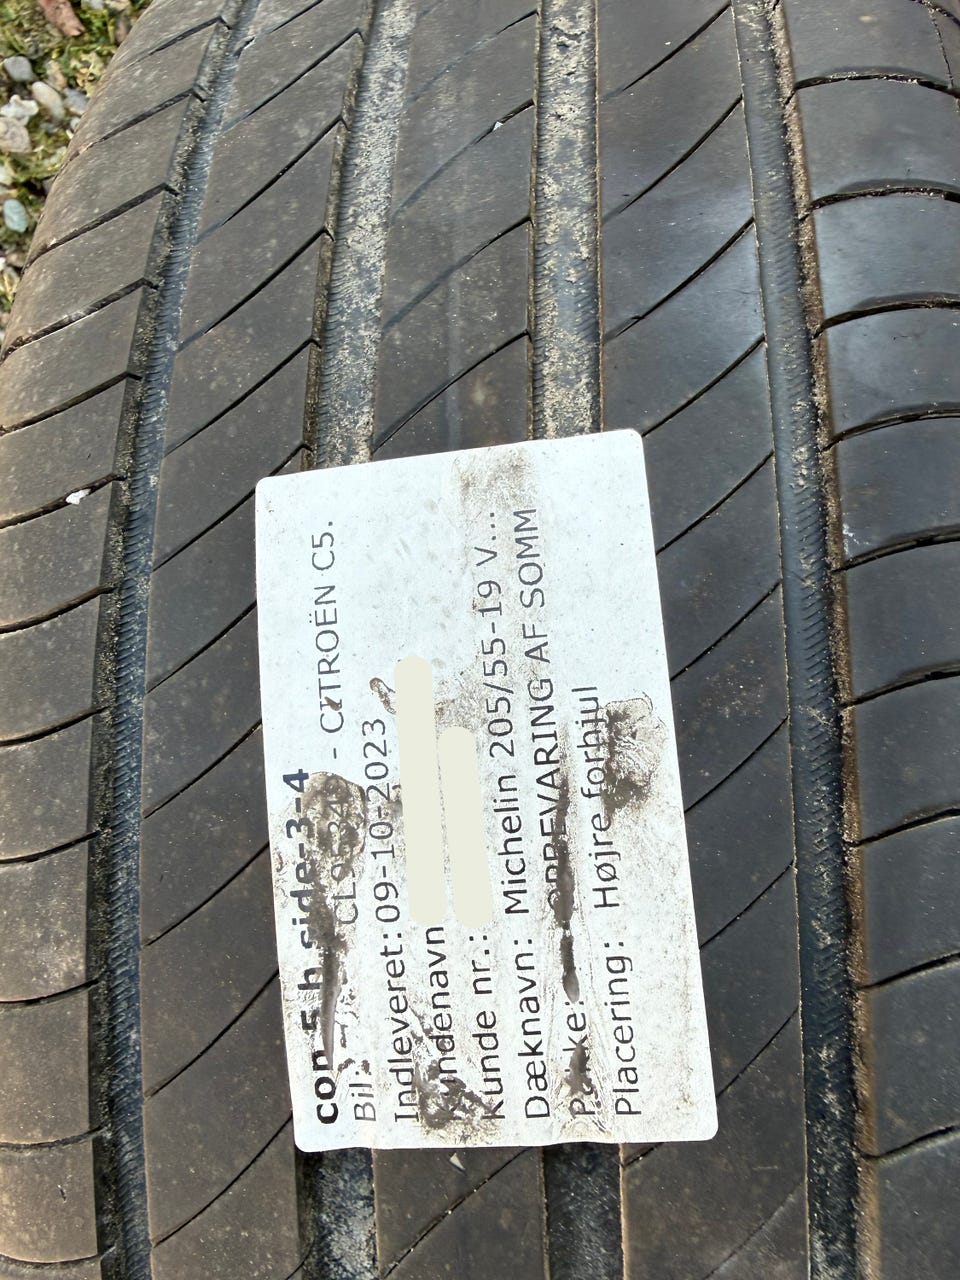 con 5 h side-3-4
Bil: - CITROËN C5.
Indleveret: 09-10-2023
Kundenavn
Kunde nr.:
Dæknavn: Michelin 205/55-19 V...
Pakke: OPBEVARING AF SOMM
Placering: Højre forhjul